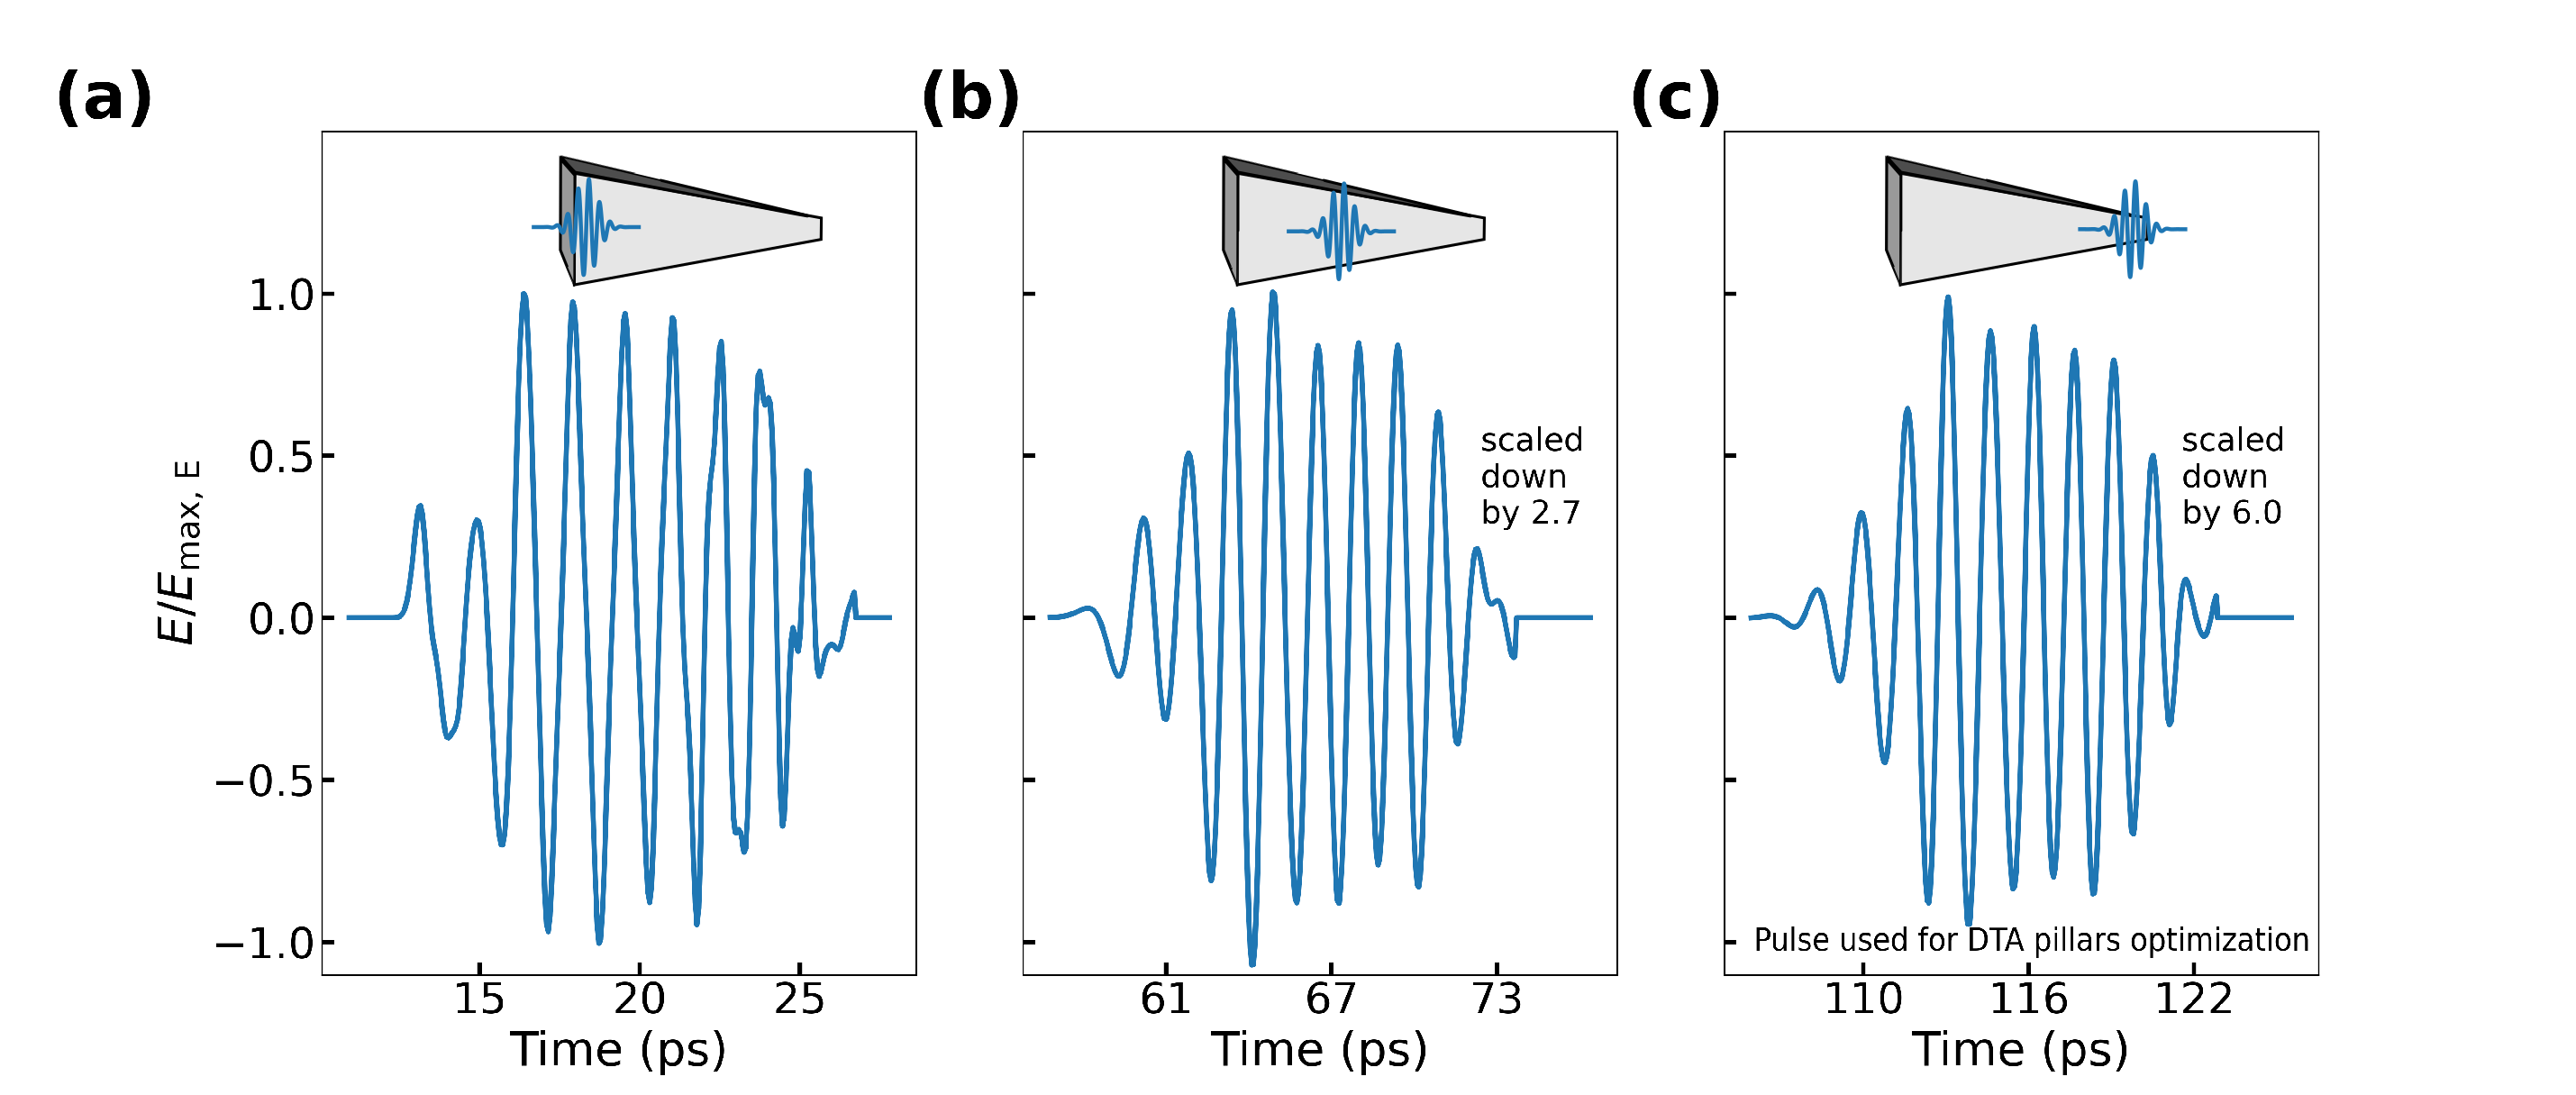 (a)
(b)
(c)
E/Emax, E
1.0
0.5
0.0
−0.5
−1.0
15 20 25
Time (ps)
scaled
down
by 2.7
61 67 73
Time (ps)
scaled
down
by 6.0
Pulse used for DTA pillars optimization
110 116 122
Time (ps)